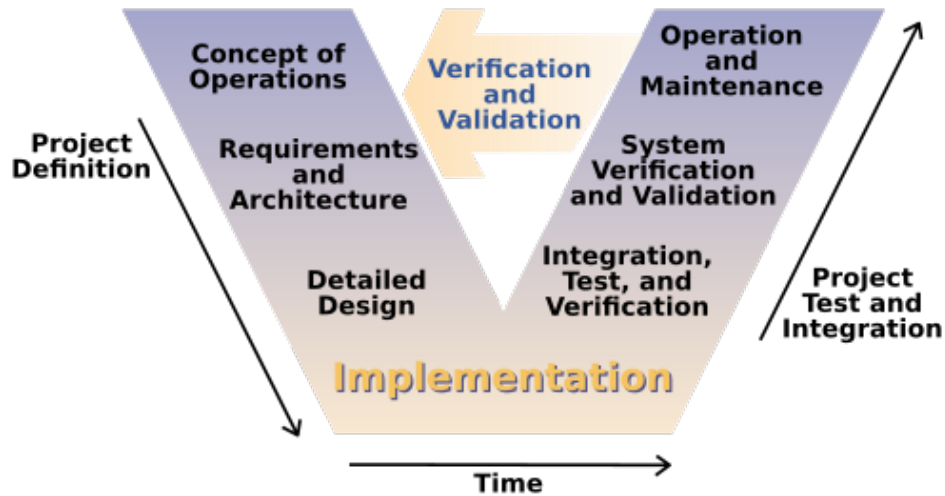 Concept of
Operations
Verification
and
Validation
Operation
and
Maintenance
Project
Definition
Requirements
and
Architecture
System
Verification
and Validation
Detailed
Design
Integration,
Test, and
Verification
Project
Test and
Integration
Implementation
Time